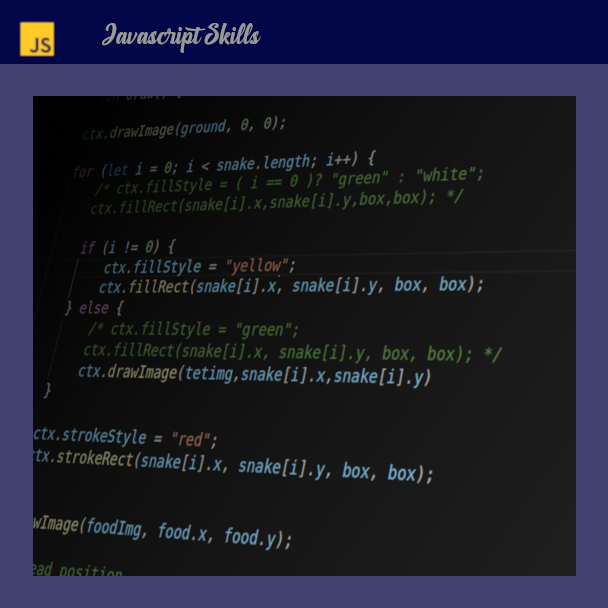 JS Javascript Skills
ctx.drawImage(ground, 0, 0);
for (let i = 0; i < snake.length; i++) {
/* ctx.fillStyle = ( i == 0 )? "green" : "white";
ctx.fillRect(snake[i].x,snake[i].y,box,box); */
if (i != 0) {
ctx.fillStyle = "yellow";
ctx.fillRect(snake[i].x, snake[i].y, box, box);
} else {
/* ctx.fillStyle = "green";
ctx.fillRect(snake[i].x, snake[i].y, box, box); */
ctx.drawImage(tetimg,snake[i].x,snake[i].y)
}
ctx.strokeStyle = "red";
ctx.strokeRect(snake[i].x, snake[i].y, box, box);
wImage(foodImg, food.x, food.y);
ead position